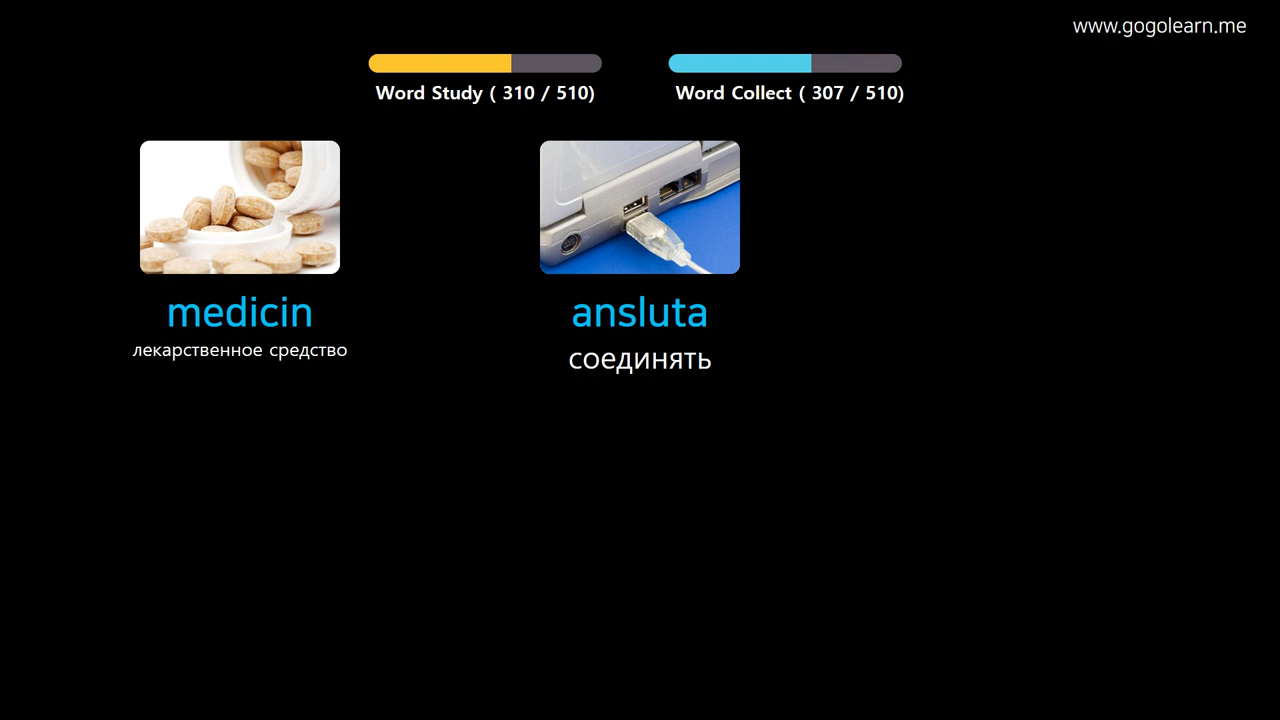 www.gogolearn.me
Word Study ( 310 / 510)
Word Collect ( 307 / 510)
medicin
лекарственное средство
ansluta
соединять